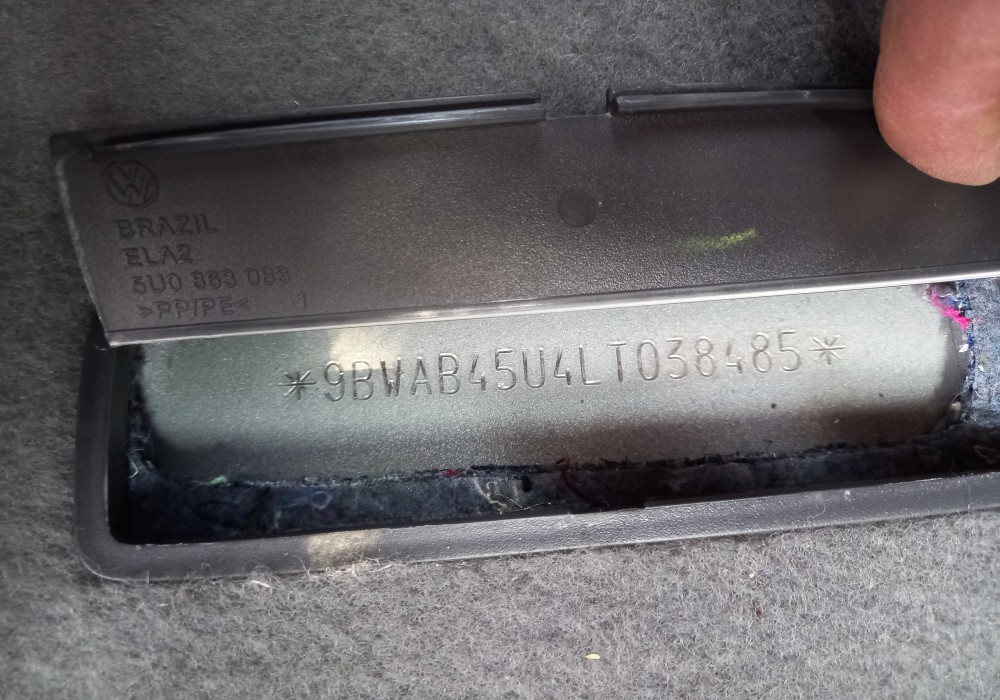 BRAZIL
ELA2
5U0 863 083
>PP/PE< 1
*9BWAB45U4LT038485*